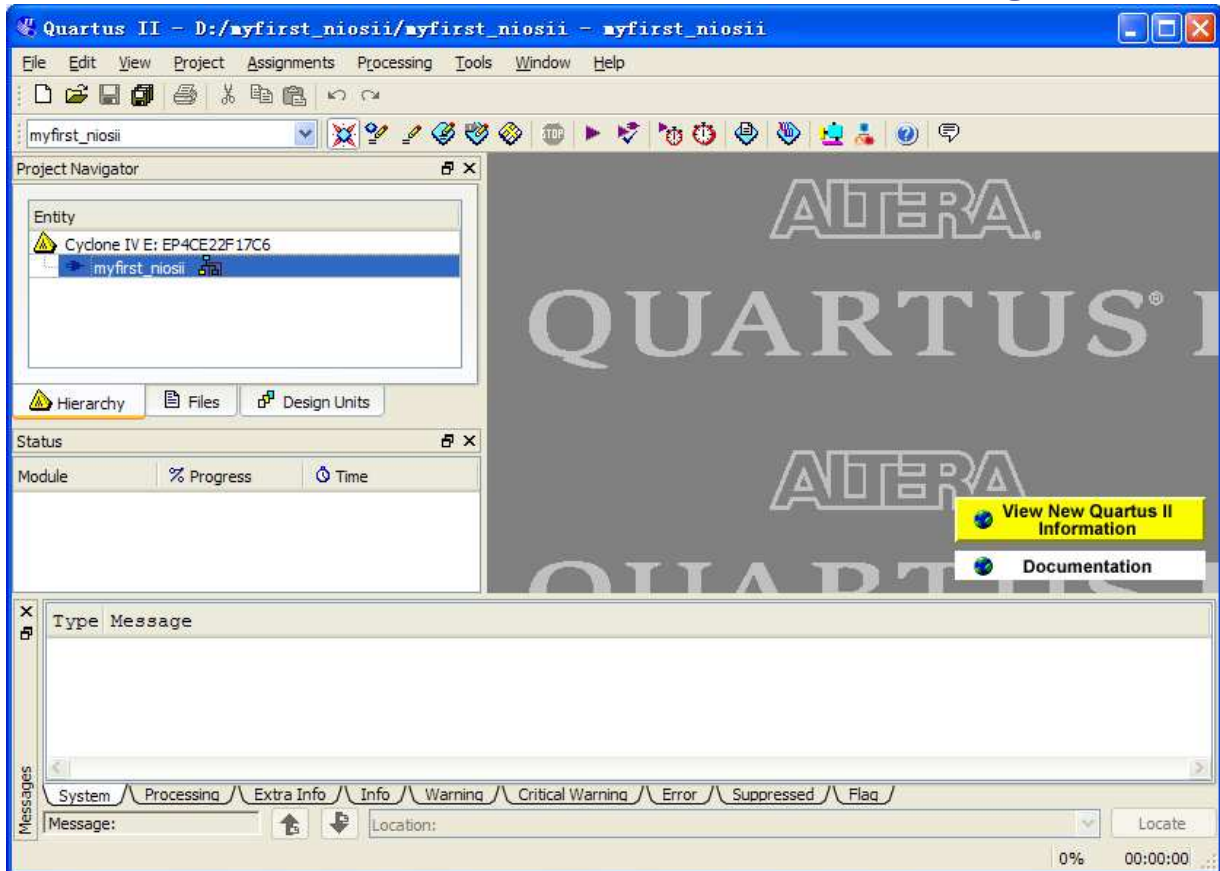 Quartus II - D:/myfirst_niosii/myfirst_niosii - myfirst_niosii
File Edit View Project Assignments Processing Tools Window Help
myfirst_niosii STOP
Project Navigator
Entity
Cyclone IV E: EP4CE22F17C6
myfirst_niosii
Hierarchy Files Design Units
Status
Module % Progress Time
ALTERA
QUARTUS® I
ALTERA
QUARTUS I
View New Quartus II
Information
Documentation
Type Message
Messages
System Processing Extra Info Info Warning Critical Warning Error Suppressed Flag
Message: Location: Locate
0% 00:00:00